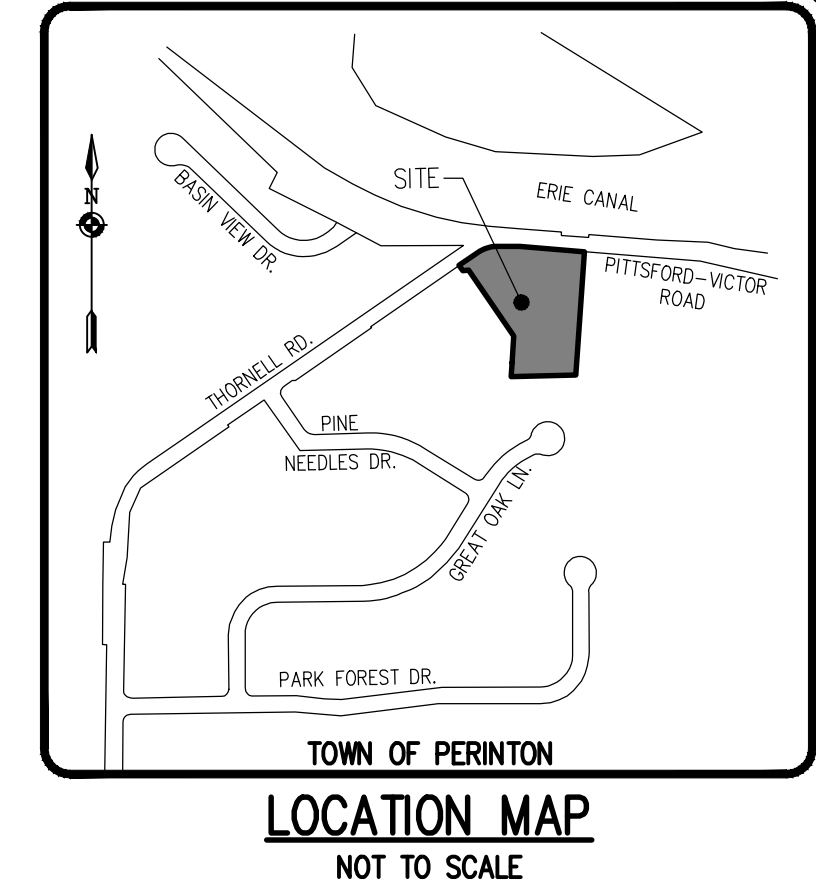 N
BASIN VIEW DR.
SITE
ERIE CANAL
PITTSFORD-VICTOR
ROAD
THORNELL RD.
PINE
NEEDLES DR.
GREAT OAK LN.
PARK FOREST DR.
TOWN OF PERINTON
LOCATION MAP
NOT TO SCALE